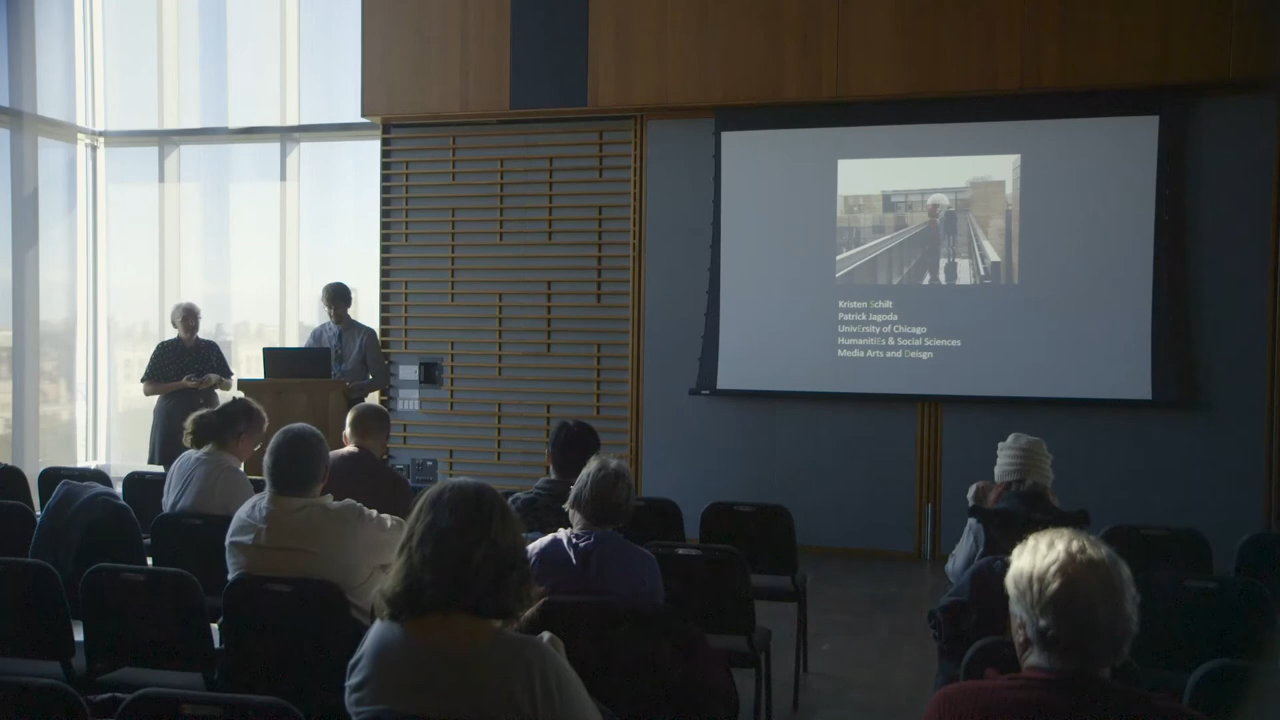 Kristen Schilt
Patrick Jagoda
UnivErsity of Chicago
HumanitiEs & Social Sciences
Media Arts and Deisgn